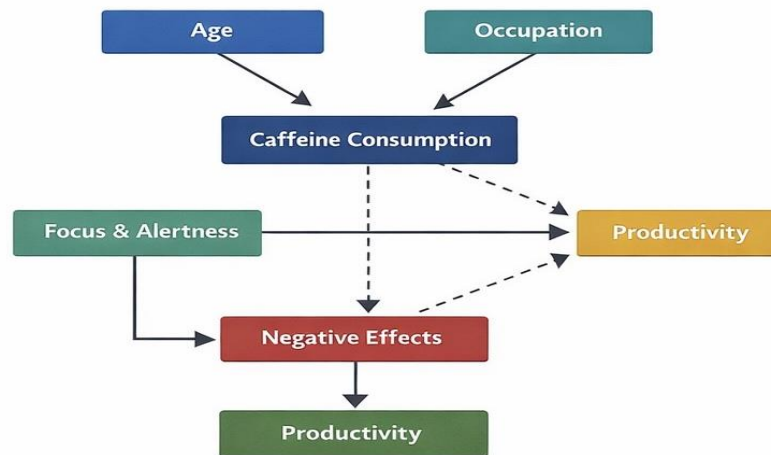 Age
Occupation
Caffeine Consumption
Focus & Alertness
Productivity
Negative Effects
Productivity